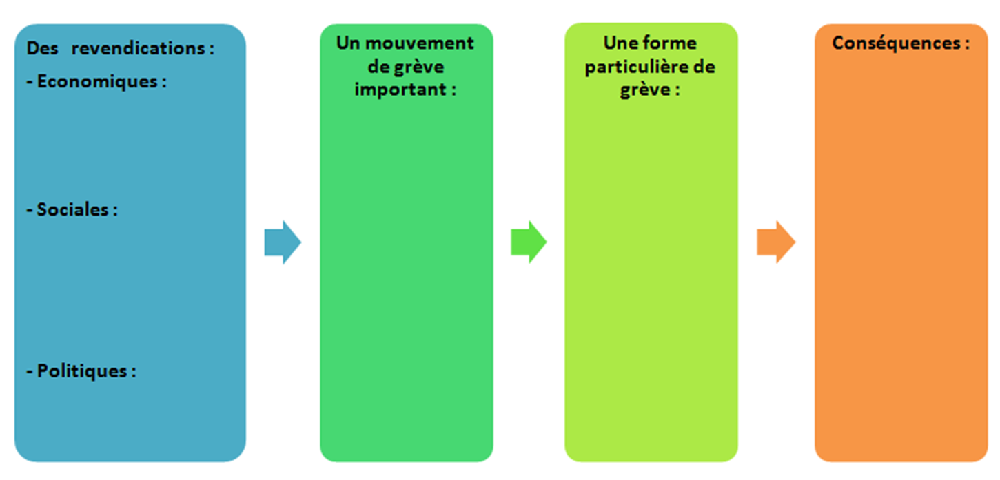 Des revendications :
- Economiques :
- Sociales :
- Politiques :
Un mouvement
de grève
important :
Une forme
particulière de
grève :
Conséquences :